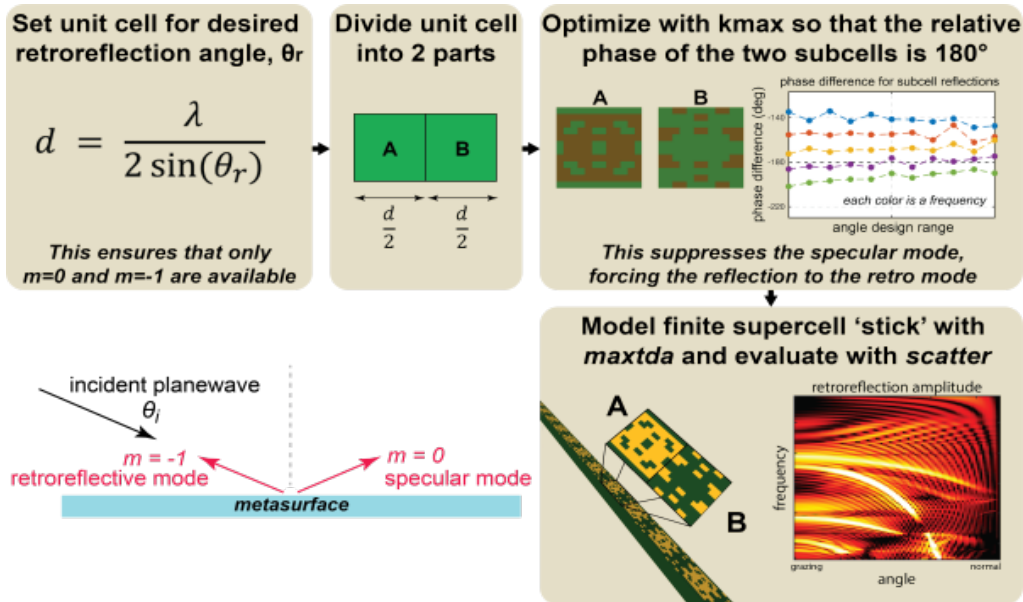 Set unit cell for desired
retroreflection angle, θr
d = λ / 2 sin(θr)
This ensures that only
m=0 and m=-1 are available
Divide unit cell
into 2 parts
A B
d/2 d/2
Optimize with kmax so that the relative
phase of the two subcells is 180°
A B
phase difference for subcell reflections
phase difference (deg)
-140
-180
-220
each color is a frequency
angle design range
This suppresses the specular mode,
forcing the reflection to the retro mode
Model finite supercell ‘stick’ with
maxtda and evaluate with scatter
A
B
retroreflection amplitude
frequency
grazing normal
angle
incident planewave
θi
m = -1
retroreflective mode
m = 0
specular mode
metasurface